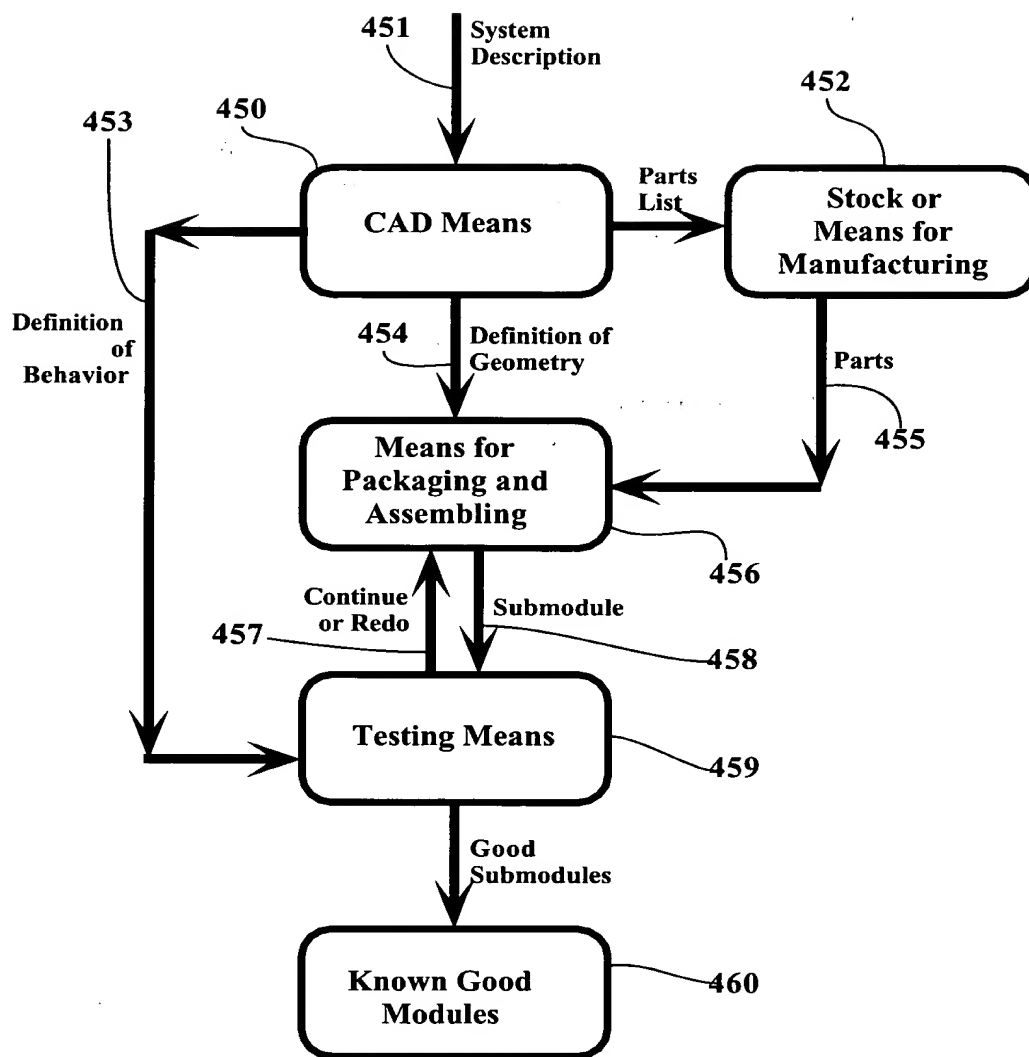 451
System
Description
450
453
452
CAD Means
Parts
List
Stock or
Means for
Manufacturing
Definition
of
Behavior
454
Definition of
Geometry
Parts
455
Means for
Packaging and
Assembling
456
Continue
or Redo
457
Submodule
458
Testing Means
459
Good
Submodules
Known Good
Modules
460